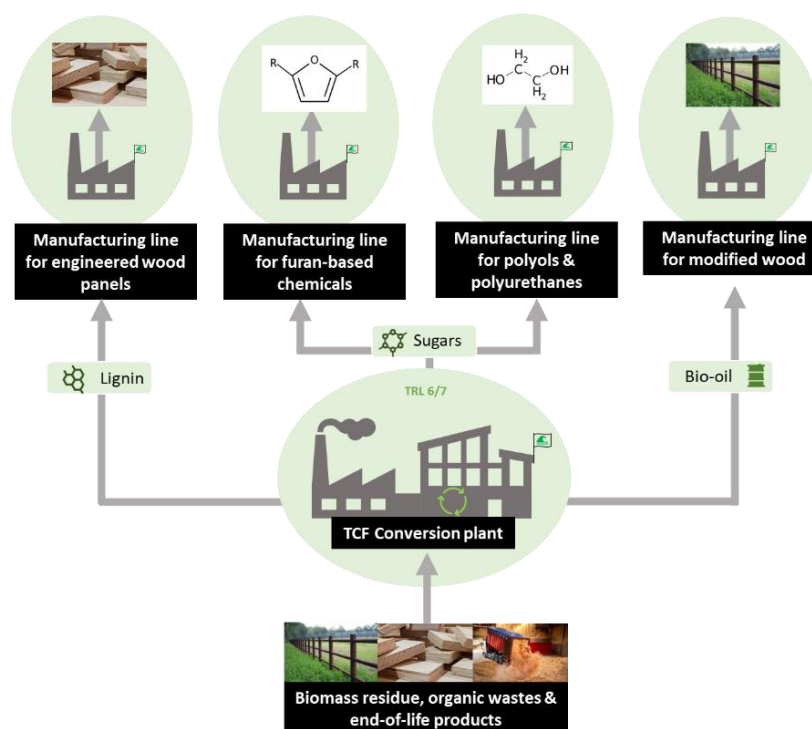 R
O
R
H₂
C
HO
OH
C
H₂
Manufacturing line
for engineered wood
panels
Manufacturing line
for furan-based
chemicals
Manufacturing line
for polyols &
polyurethanes
Manufacturing line
for modified wood
Lignin
Sugars
Bio-oil
TRL 6/7
TCF Conversion plant
Biomass residue, organic wastes &
end-of-life products